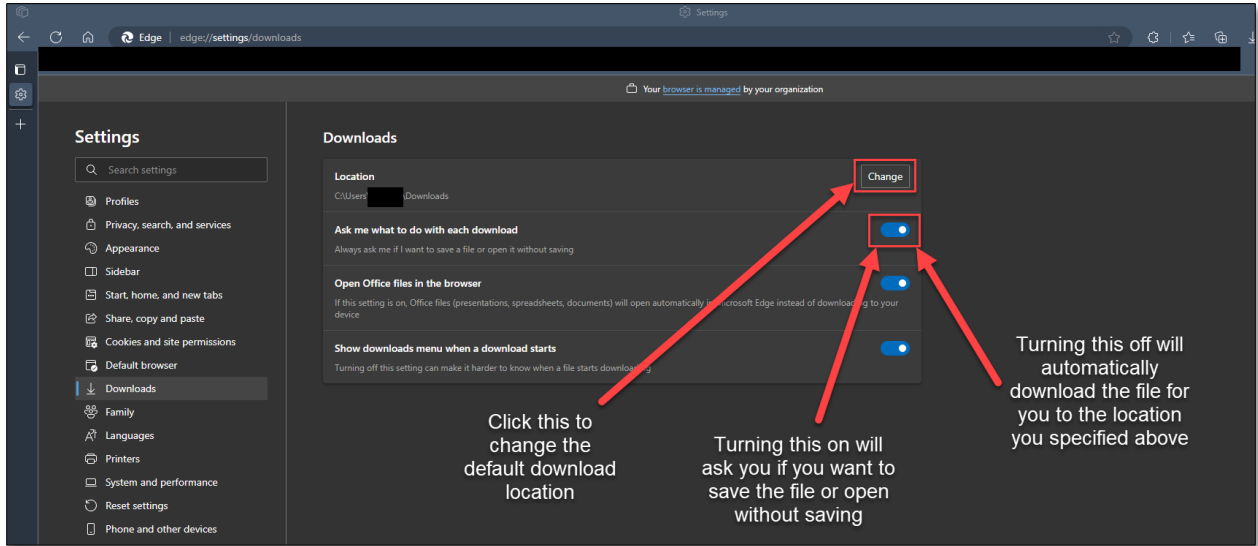 Settings
Edge | edge://settings/downloads
Your browser is managed by your organization
Settings
Search settings
Profiles
Privacy, search, and services
Appearance
Sidebar
Start, home, and new tabs
Share, copy and paste
Cookies and site permissions
Default browser
Downloads
Family
Languages
Printers
System and performance
Reset settings
Phone and other devices
Downloads
Location
Change
C:\Users\ \Downloads
Ask me what to do with each download
Always ask me if I want to save a file or open it without saving
Open Office files in the browser
If this setting is on, Office files (presentations, spreadsheets, documents) will open automatically in Microsoft Edge instead of downloading to your
device
Show downloads menu when a download starts
Turning off this setting can make it harder to know when a file starts downloading
Click this to
change the
default download
location
Turning this on will
ask you if you want to
save the file or open
without saving
Turning this off will
automatically
download the file for
you to the location
you specified above